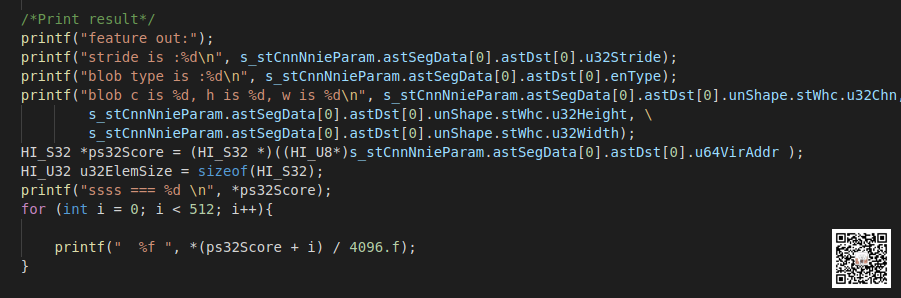 /*Print result*/
printf("feature out:");
printf("stride is :%d\n", s_stCnnNnieParam.astSegData[0].astDst[0].u32Stride);
printf("blob type is :%d\n", s_stCnnNnieParam.astSegData[0].astDst[0].enType);
printf("blob c is %d, h is %d, w is %d\n", s_stCnnNnieParam.astSegData[0].astDst[0].unShape.stWhc.u32Chn,
s_stCnnNnieParam.astSegData[0].astDst[0].unShape.stWhc.u32Height, \
s_stCnnNnieParam.astSegData[0].astDst[0].unShape.stWhc.u32Width);
HI_S32 *ps32Score = (HI_S32 *)((HI_U8*)s_stCnnNnieParam.astSegData[0].astDst[0].u64VirAddr );
HI_U32 u32ElemSize = sizeof(HI_S32);
printf("ssss === %d \n", *ps32Score);
for (int i = 0; i < 512; i++){
printf("  %f ", *(ps32Score + i) / 4096.f);
}